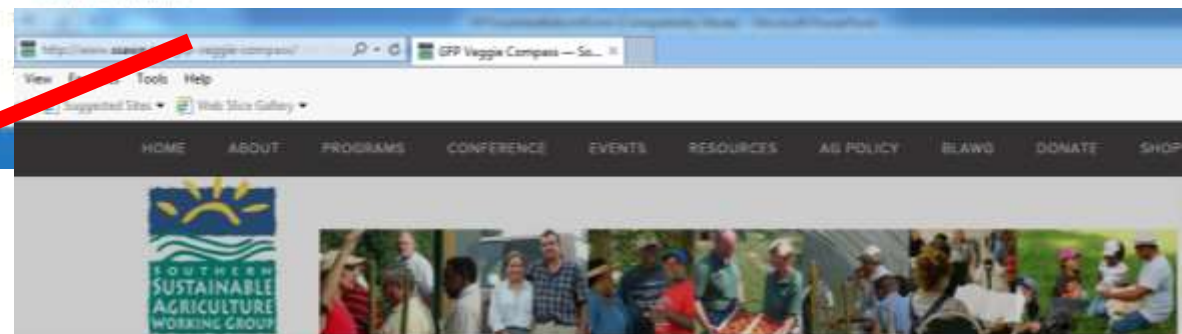 GFP Veggie Compass — So...
View Tools Help
Suggested Sites Web Slice Gallery
HOME ABOUT PROGRAMS CONFERENCE EVENTS RESOURCES AG POLICY BLAWG DONATE SHOP
SOUTHERN
SUSTAINABLE
AGRICULTURE
WORKING GROUP